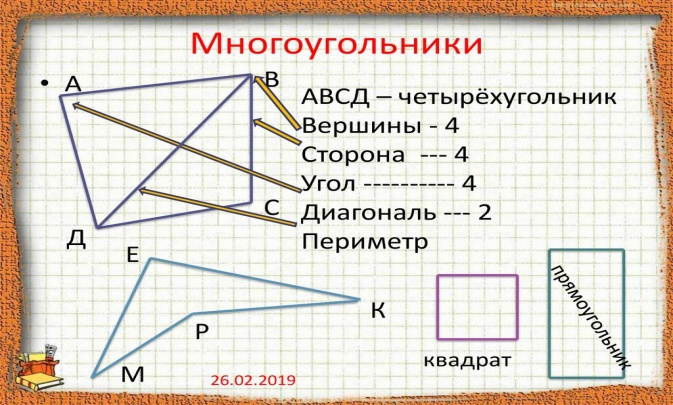 Многоугольники
• А
В
АВСД – четырёхугольник
Вершины - 4
Сторона --- 4
Угол ---------- 4
Диагональ --- 2
Периметр
С
Д
Е
К
Р
М
квадрат
прямоугольник
26.02.2019